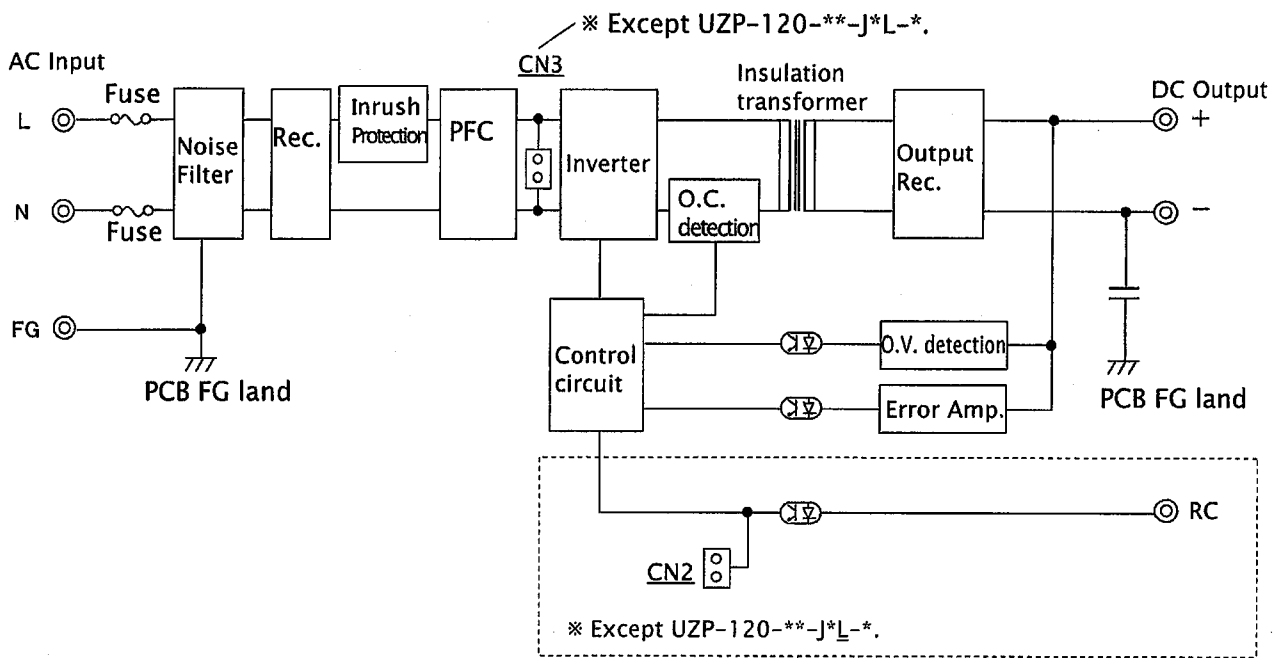 ※ Except UZP-120-**-J*L-*.
CN3
AC Input
Fuse
L
Noise
Filter
Rec.
Inrush
Protection
PFC
Inverter
Insulation
transformer
O.C.
detection
Output
Rec.
DC Output
+
−
N
Fuse
FG
PCB FG land
Control
circuit
O.V. detection
Error Amp.
PCB FG land
RC
CN2
※ Except UZP-120-**-J*L-*.